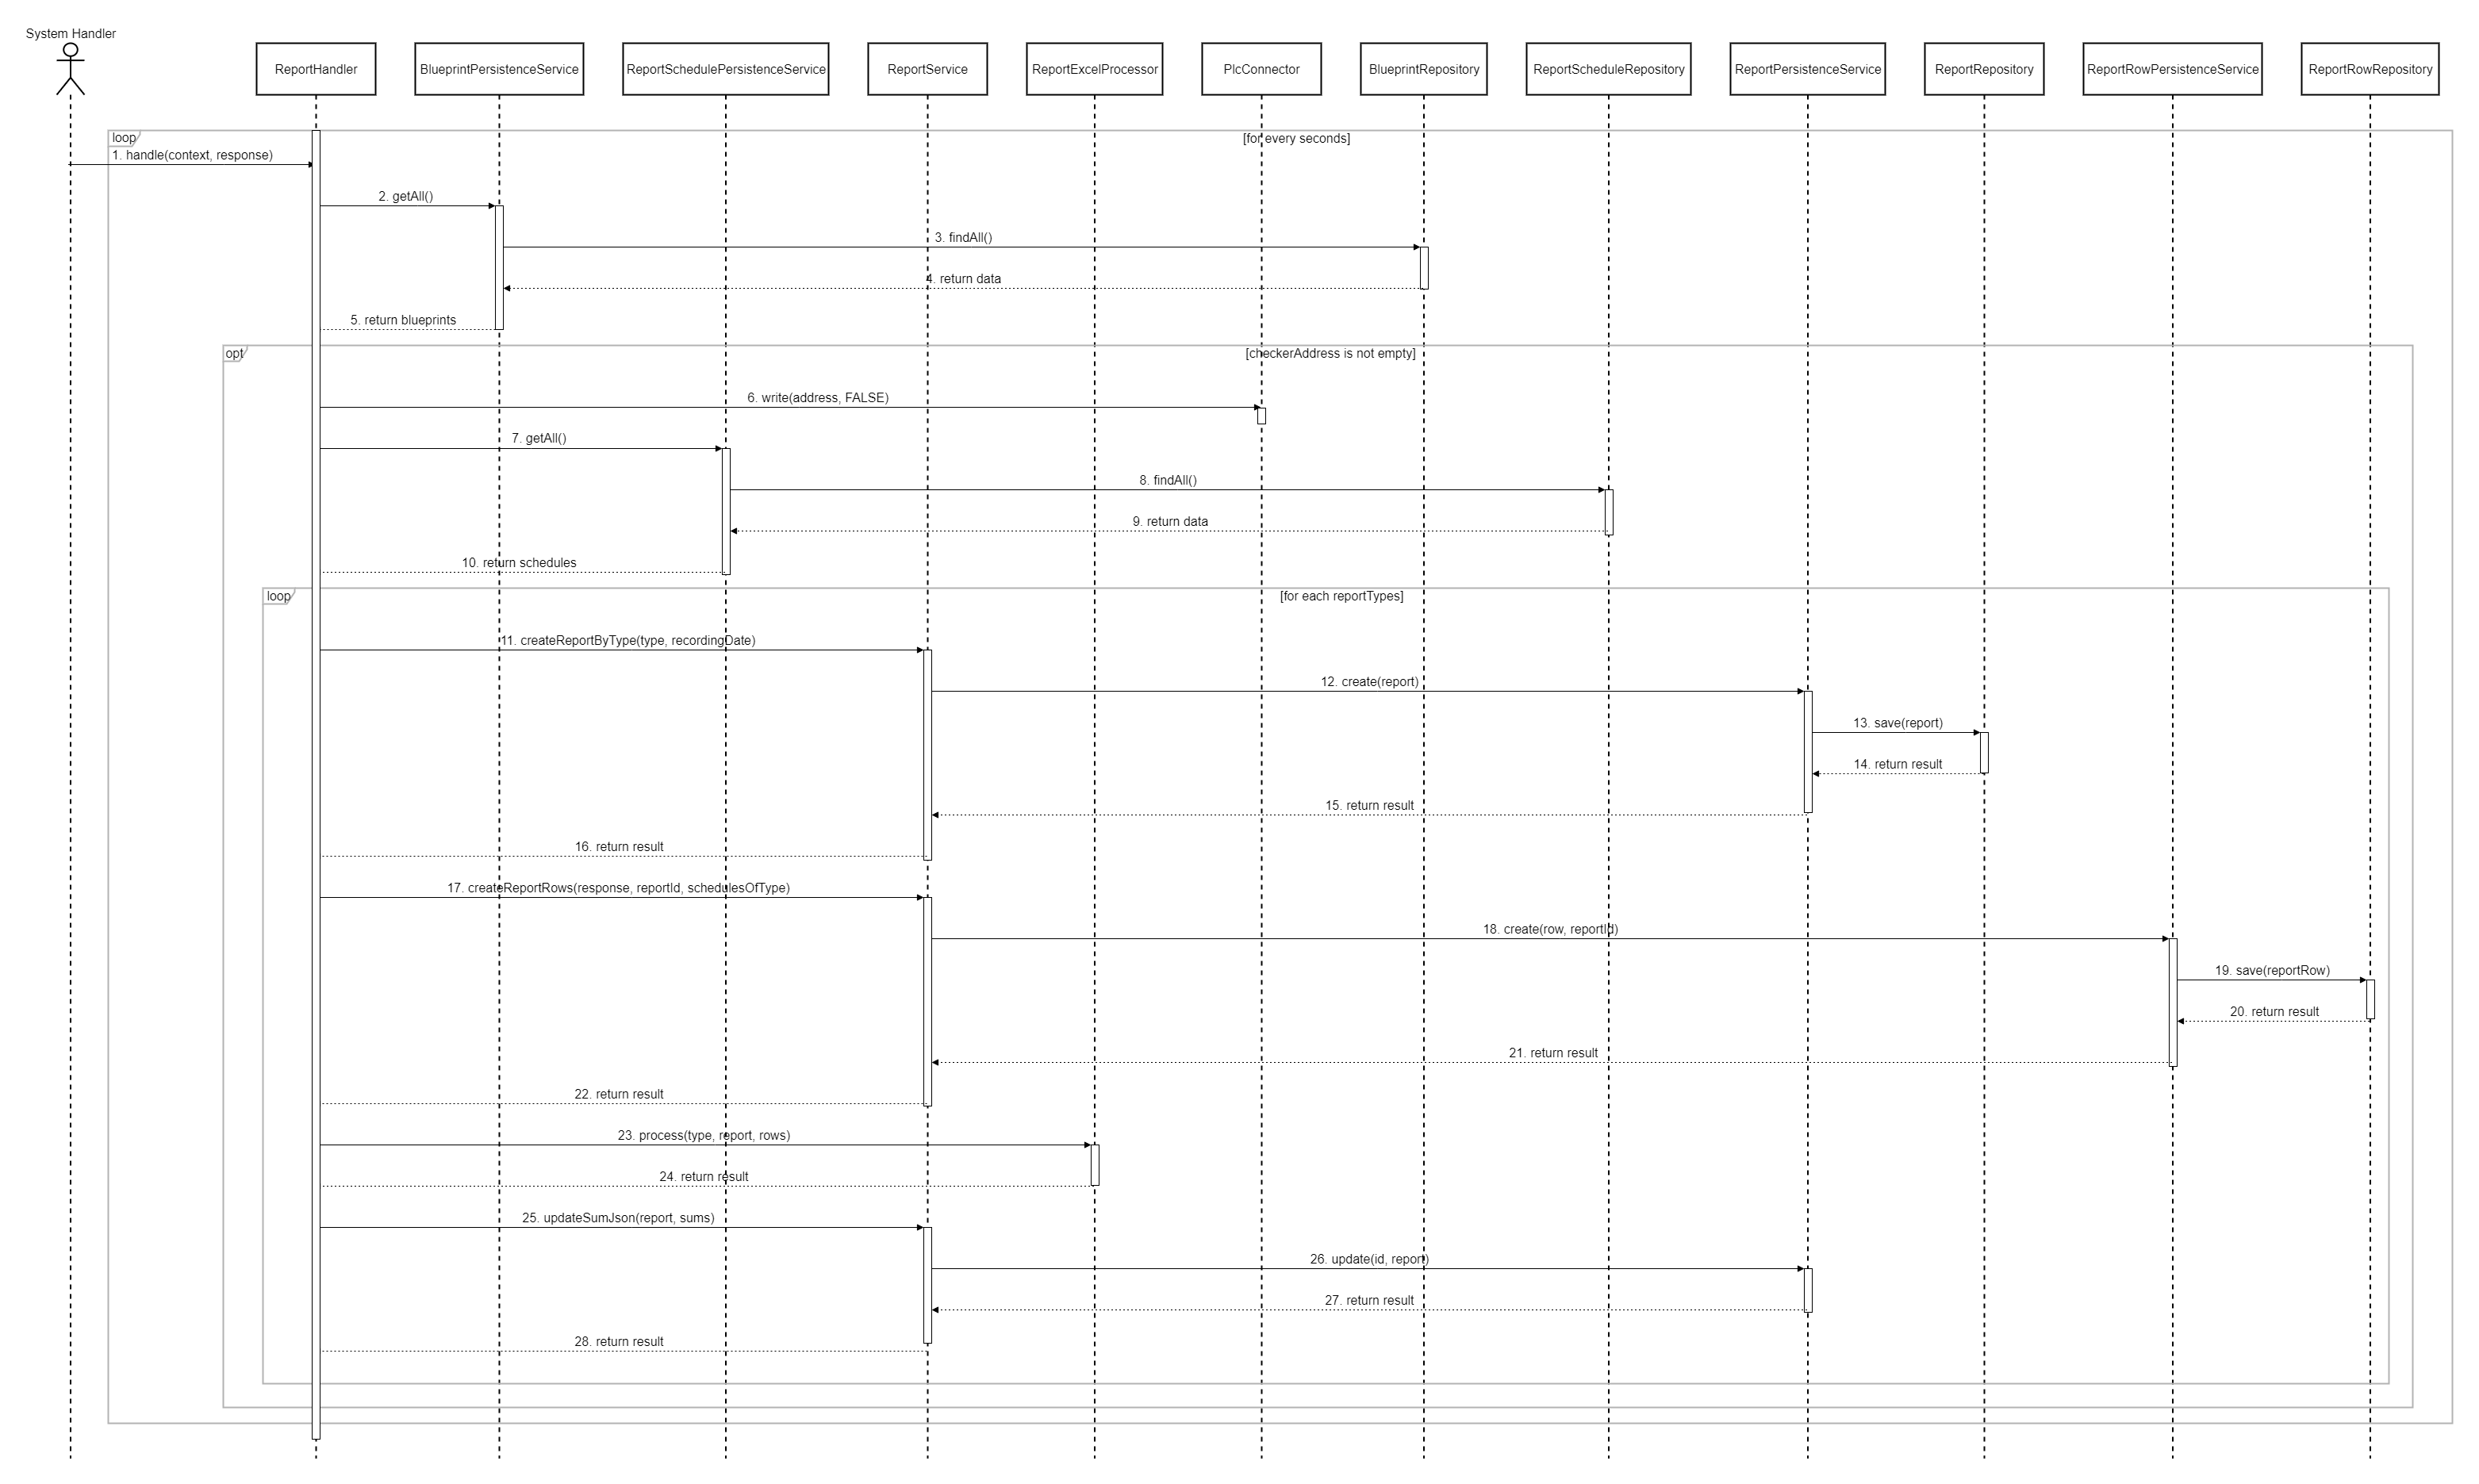 System Handler
ReportHandler
BlueprintPersistenceService
ReportSchedulePersistenceService
ReportService
ReportExcelProcessor
PlcConnector
BlueprintRepository
ReportScheduleRepository
ReportPersistenceService
ReportRepository
ReportRowPersistenceService
ReportRowRepository
loop
[for every seconds]
1. handle(context, response)
2. getAll()
3. findAll()
4. return data
5. return blueprints
opt
[checkerAddress is not empty]
6. write(address, FALSE)
7. getAll()
8. findAll()
9. return data
10. return schedules
loop
[for each reportTypes]
11. createReportByType(type, recordingDate)
12. create(report)
13. save(report)
14. return result
15. return result
16. return result
17. createReportRows(response, reportId, schedulesOfType)
18. create(row, reportId)
19. save(reportRow)
20. return result
21. return result
22. return result
23. process(type, report, rows)
24. return result
25. updateSumJson(report, sums)
26. update(id, report)
27. return result
28. return result